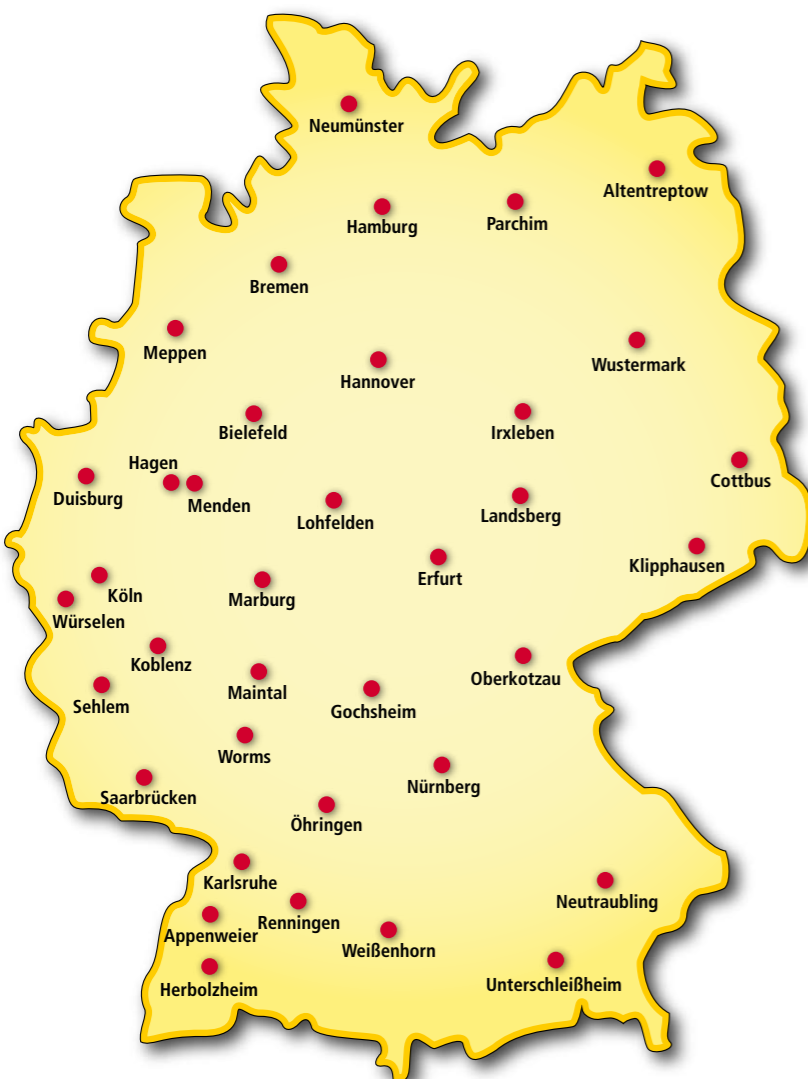 Neumünster
Altentreptow
Hamburg
Parchim
Bremen
Meppen
Wustermark
Hannover
Bielefeld
Irxleben
Hagen
Cottbus
Duisburg
Menden
Lohfelden
Landsberg
Klipphausen
Erfurt
Köln
Marburg
Würselen
Koblenz
Oberkotzau
Maintal
Sehlem
Gochsheim
Worms
Nürnberg
Saarbrücken
Öhringen
Karlsruhe
Neutraubling
Renningen
Appenweier
Weißenhorn
Unterschleißheim
Herbolzheim